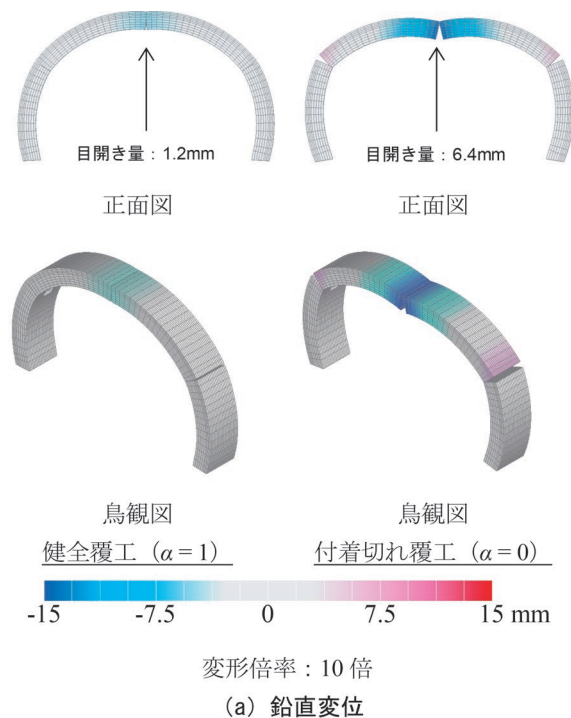 目開き量：1.2mm
目開き量：6.4mm
正面図
正面図
鳥観図
鳥観図
健全覆工（α = 1）
付着切れ覆工（α = 0）
-15 -7.5 0 7.5 15 mm
変形倍率：10 倍
(a) 鉛直変位